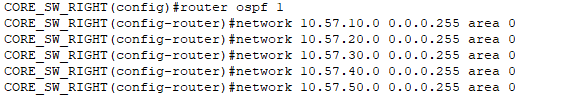 CORE_SW_RIGHT(config)#router ospf 1
CORE_SW_RIGHT(config-router)#network 10.57.10.0 0.0.0.255 area 0
CORE_SW_RIGHT(config-router)#network 10.57.20.0 0.0.0.255 area 0
CORE_SW_RIGHT(config-router)#network 10.57.30.0 0.0.0.255 area 0
CORE_SW_RIGHT(config-router)#network 10.57.40.0 0.0.0.255 area 0
CORE_SW_RIGHT(config-router)#network 10.57.50.0 0.0.0.255 area 0